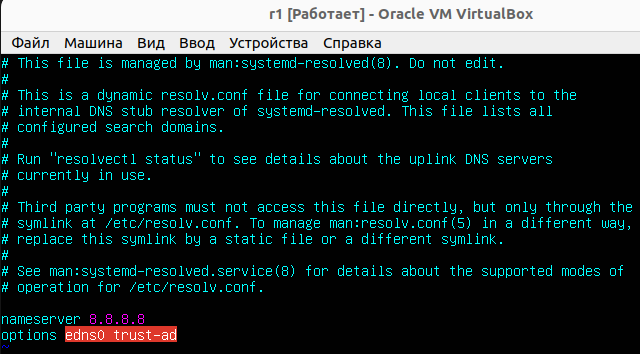 r1 [Работает] - Oracle VM VirtualBox
Файл Машина Вид Ввод Устройства Справка
# This file is managed by man:systemd-resolved(8). Do not edit.
#
# This is a dynamic resolv.conf file for connecting local clients to the
# internal DNS stub resolver of systemd-resolved. This file lists all
# configured search domains.
#
# Run "resolvectl status" to see details about the uplink DNS servers
# currently in use.
#
# Third party programs must not access this file directly, but only through the
# symlink at /etc/resolv.conf. To manage man:resolv.conf(5) in a different way,
# replace this symlink by a static file or a different symlink.
#
# See man:systemd-resolved.service(8) for details about the supported modes of
# operation for /etc/resolv.conf.

nameserver 8.8.8.8
options edns0 trust-ad
~